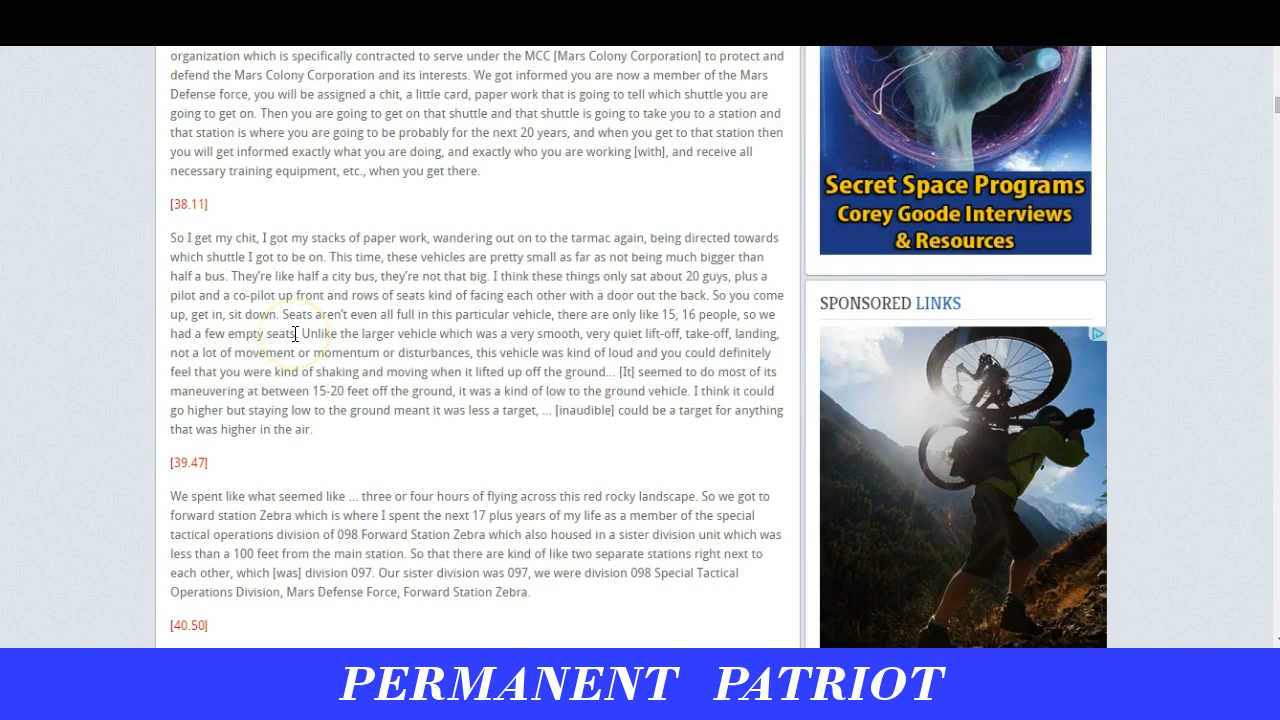 organization which is specifically contracted to serve under the MCC [Mars Colony Corporation] to protect and
defend the Mars Colony Corporation and its interests. We got informed you are now a member of the Mars
Defense force, you will be assigned a chit, a little card, paper work that is going to tell which shuttle you are
going to get on. Then you are going to get on that shuttle and that shuttle is going to take you to a station and
that station is where you are going to be probably for the next 20 years, and when you get to that station then
you will get informed exactly what you are doing, and exactly who you are working [with], and receive all
necessary training equipment, etc., when you get there.
[38.11]
So I get my chit, I got my stacks of paper work, wandering out on to the tarmac again, being directed towards
which shuttle I got to be on. This time, these vehicles are pretty small as far as not being much bigger than
half a bus. They’re like half a city bus, they’re not that big. I think these things only sat about 20 guys, plus a
pilot and a co-pilot up front and rows of seats kind of facing each other with a door out the back. So you come
up, get in, sit down. Seats aren’t even all full in this particular vehicle, there are only like 15, 16 people, so we
had a few empty seats. Unlike the larger vehicle which was a very smooth, very quiet lift-off, take-off, landing,
not a lot of movement or momentum or disturbances, this vehicle was kind of loud and you could definitely
feel that you were kind of shaking and moving when it lifted up off the ground… [It] seemed to do most of its
maneuvering at between 15-20 feet off the ground, it was a kind of low to the ground vehicle. I think it could
go higher but staying low to the ground meant it was less a target, … [inaudible] could be a target for anything
that was higher in the air.
[39.47]
We spent like what seemed like … three or four hours of flying across this red rocky landscape. So we got to
forward station Zebra which is where I spent the next 17 plus years of my life as a member of the special
tactical operations division of 098 Forward Station Zebra which also housed in a sister division unit which was
less than a 100 feet from the main station. So that there are kind of like two separate stations right next to
each other, which [was] division 097. Our sister division was 097, we were division 098 Special Tactical
Operations Division, Mars Defense Force, Forward Station Zebra.
[40.50]
Secret Space Programs
Corey Goode Interviews
& Resources
SPONSORED LINKS
PERMANENT PATRIOT